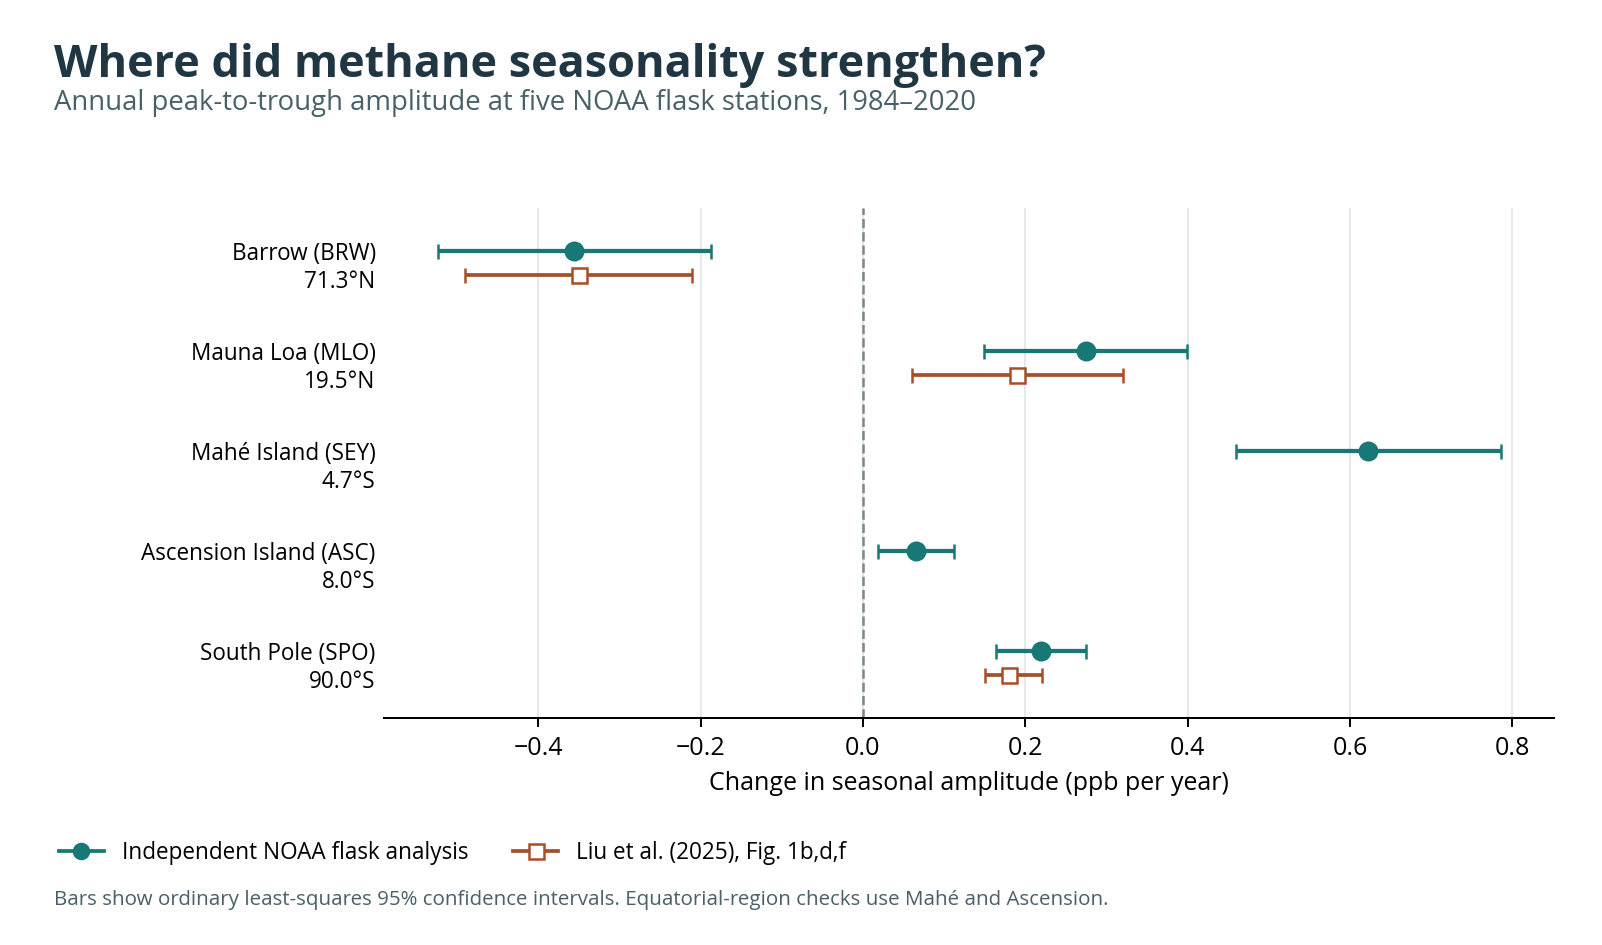 Where did methane seasonality strengthen?
Annual peak-to-trough amplitude at five NOAA flask stations, 1984–2020
Barrow (BRW)
71.3°N
Mauna Loa (MLO)
19.5°N
Mahé Island (SEY)
4.7°S
Ascension Island (ASC)
8.0°S
South Pole (SPO)
90.0°S
−0.4 −0.2 0.0 0.2 0.4 0.6 0.8
Change in seasonal amplitude (ppb per year)
Independent NOAA flask analysis Liu et al. (2025), Fig. 1b,d,f
Bars show ordinary least-squares 95% confidence intervals. Equatorial-region checks use Mahé and Ascension.